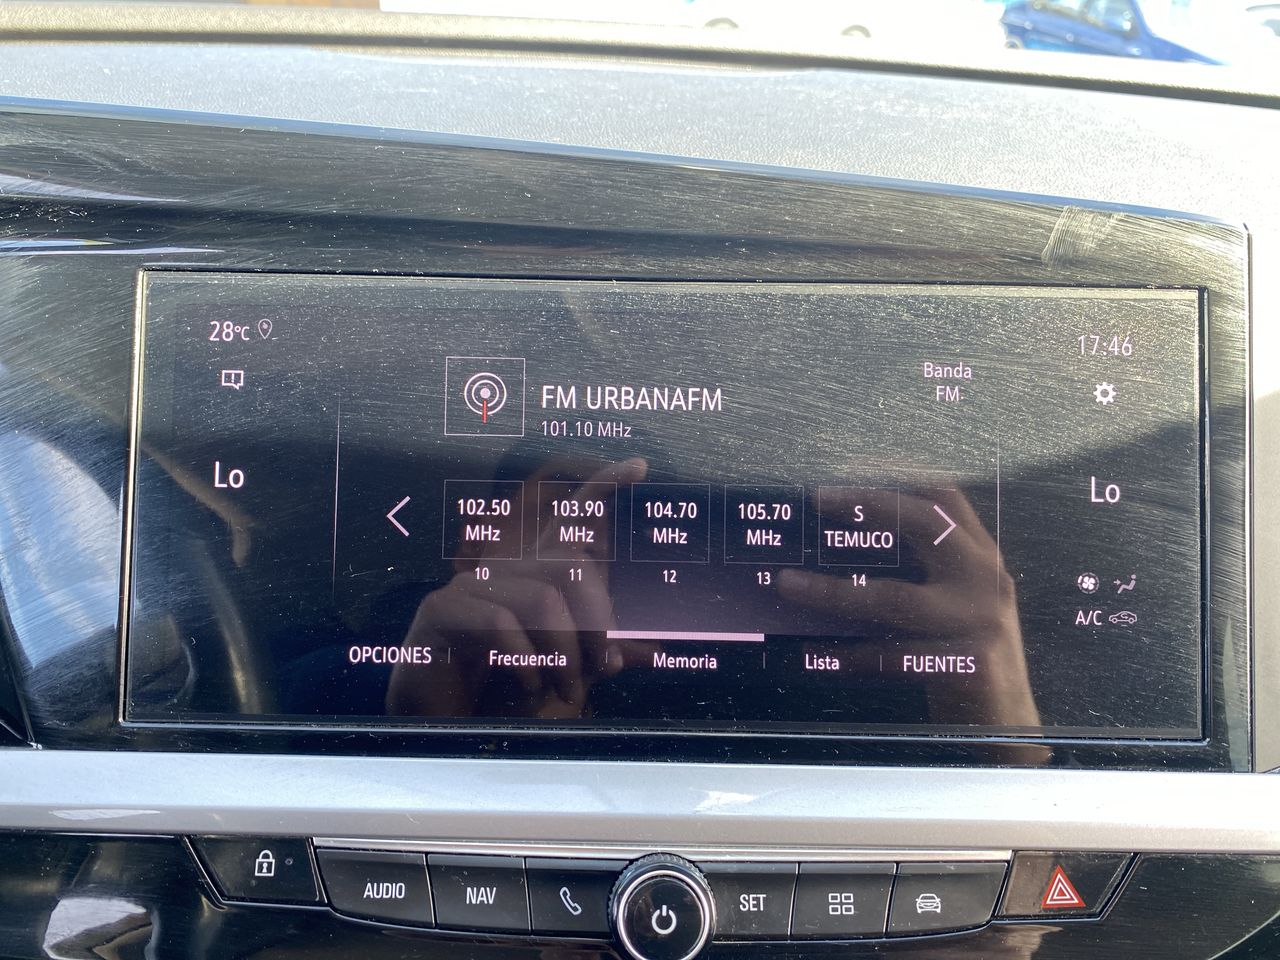 28°C
17:46
Banda
FM
FM URBANAFM
101.10 MHz
Lo
Lo
102.50
MHz
103.90
MHz
104.70
MHz
105.70
MHz
S
TEMUCO
10
11
12
13
14
A/C
OPCIONES
Frecuencia
Memoria
Lista
FUENTES
AUDIO
NAV
SET